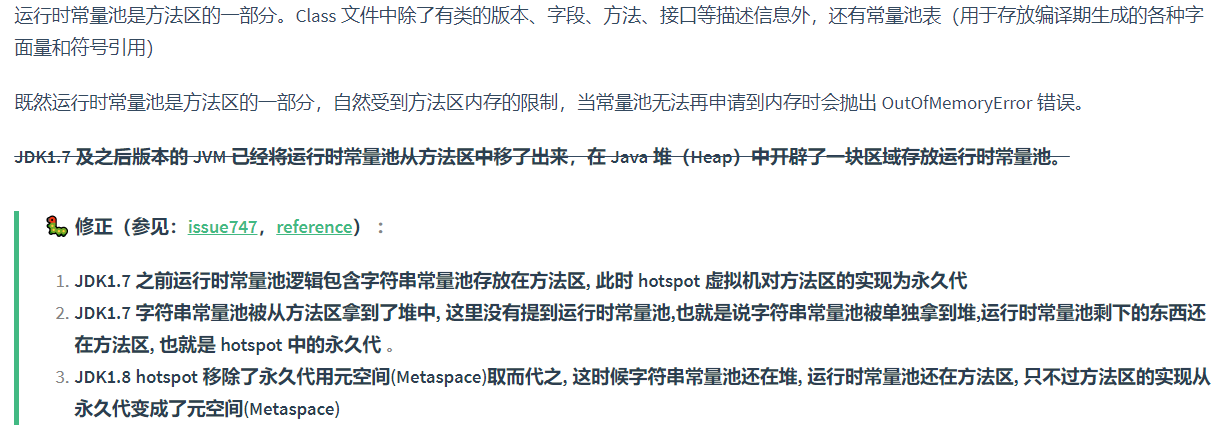 运行时常量池是方法区的一部分。Class 文件中除了有类的版本、字段、方法、接口等描述信息外，还有常量池表（用于存放编译期生成的各种字
面量和符号引用）
既然运行时常量池是方法区的一部分，自然受到方法区内存的限制，当常量池无法再申请到内存时会抛出 OutOfMemoryError 错误。
JDK1.7 及之后版本的 JVM 已经将运行时常量池从方法区中移了出来，在 Java 堆（Heap）中开辟了一块区域存放运行时常量池。
修正（参见：issue747，reference）：
1. JDK1.7 之前运行时常量池逻辑包含字符串常量池存放在方法区, 此时 hotspot 虚拟机对方法区的实现为永久代
2. JDK1.7 字符串常量池被从方法区拿到了堆中, 这里没有提到运行时常量池,也就是说字符串常量池被单独拿到堆,运行时常量池剩下的东西还
在方法区, 也就是 hotspot 中的永久代 。
3. JDK1.8 hotspot 移除了永久代用元空间(Metaspace)取而代之, 这时候字符串常量池还在堆, 运行时常量池还在方法区, 只不过方法区的实现从
永久代变成了元空间(Metaspace)